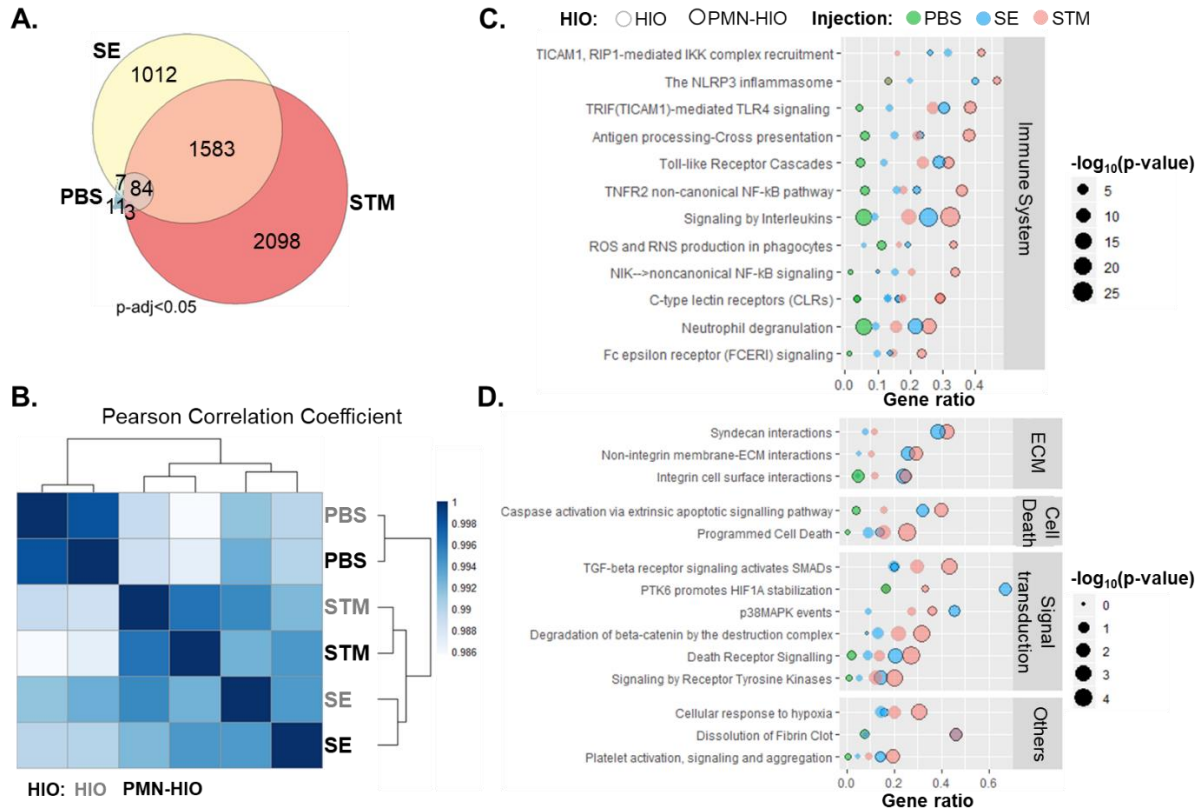 A.
SE
1012
1583
7
84
PBS
11
3
STM
2098
p-adj<0.05
B.
Pearson Correlation Coefficient
PBS
PBS
STM
STM
SE
SE
1
0.998
0.996
0.994
0.992
0.99
0.988
0.986
HIO: HIO PMN-HIO
C.
HIO: HIO PMN-HIO Injection: PBS SE STM
TICAM1, RIP1-mediated IKK complex recruitment
The NLRP3 inflammasome
TRIF(TICAM1)-mediated TLR4 signaling
Antigen processing-Cross presentation
Toll-like Receptor Cascades
TNFR2 non-canonical NF-kB pathway
Signaling by Interleukins
ROS and RNS production in phagocytes
NIK-->noncanonical NF-kB signaling
C-type lectin receptors (CLRs)
Neutrophil degranulation
Fc epsilon receptor (FCERI) signaling
Immune System
0.0 0.1 0.2 0.3 0.4
Gene ratio
-log10(p-value)
5
10
15
20
25
D.
Syndecan interactions
Non-integrin membrane-ECM interactions
Integrin cell surface interactions
ECM
Caspase activation via extrinsic apoptotic signalling pathway
Programmed Cell Death
Cell
Death
TGF-beta receptor signaling activates SMADs
PTK6 promotes HIF1A stabilization
p38MAPK events
Degradation of beta-catenin by the destruction complex
Death Receptor Signalling
Signaling by Receptor Tyrosine Kinases
Signal
transduction
Cellular response to hypoxia
Dissolution of Fibrin Clot
Platelet activation, signaling and aggregation
Others
0.0 0.2 0.4 0.6
Gene ratio
-log10(p-value)
0
1
2
3
4